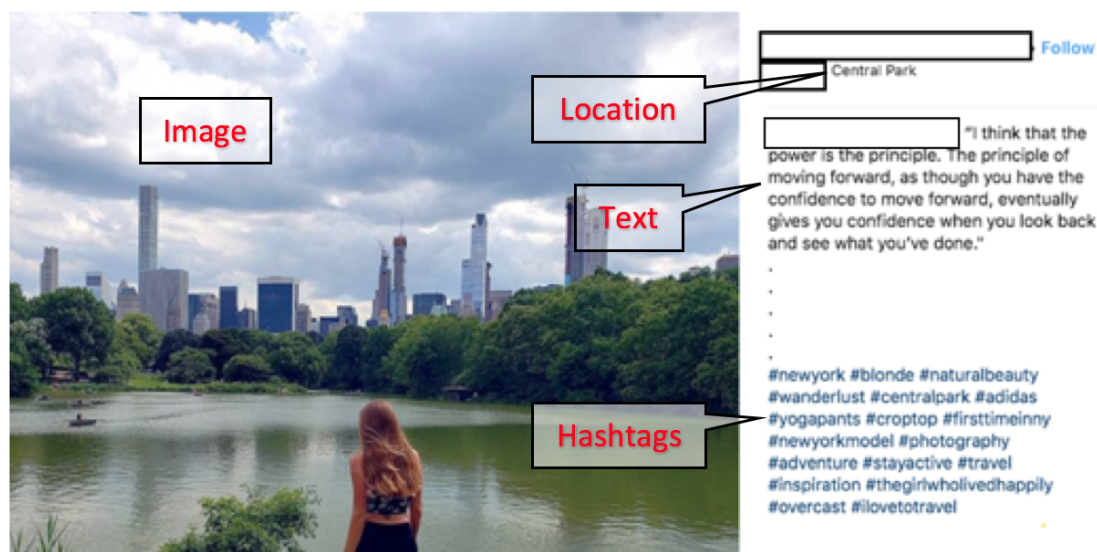 Image
Location
Text
Hashtags
Follow
Central Park
"I think that the
power is the principle. The principle of
moving forward, as though you have the
confidence to move forward, eventually
gives you confidence when you look back
and see what you've done."
.
.
.
.
.
#newyork #blonde #naturalbeauty
#wanderlust #centralpark #adidas
#yogapants #croptop #firsttimeinny
#newyorkmodel #photography
#adventure #stayactive #travel
#inspiration #thegirlwholivedhappily
#overcast #ilovetotravel